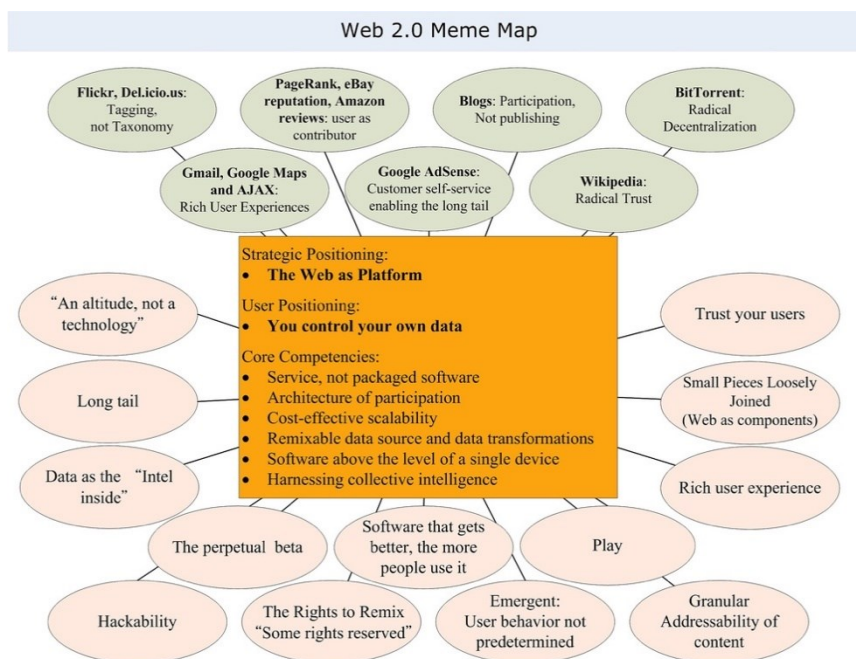 Web 2.0 Meme Map
Flickr, Del.icio.us:
Tagging,
not Taxonomy
PageRank, eBay
reputation, Amazon
reviews: user as
contributor
Blogs: Participation,
Not publishing
BitTorrent:
Radical
Decentralization
Gmail, Google Maps
and AJAX:
Rich User Experiences
Google AdSense:
Customer self-service
enabling the long tail
Wikipedia:
Radical Trust
Strategic Positioning:
• The Web as Platform
User Positioning:
• You control your own data
Core Competencies:
• Service, not packaged software
• Architecture of participation
• Cost-effective scalability
• Remixable data source and data transformations
• Software above the level of a single device
• Harnessing collective intelligence
“An altitude, not a
technology”
Long tail
Data as the “Intel
inside”
Trust your users
Small Pieces Loosely
Joined
(Web as components)
Rich user experience
The perpetual beta
Software that gets
better, the more
people use it
Play
Hackability
The Rights to Remix
“Some rights reserved”
Emergent:
User behavior not
predetermined
Granular
Addressability of
content